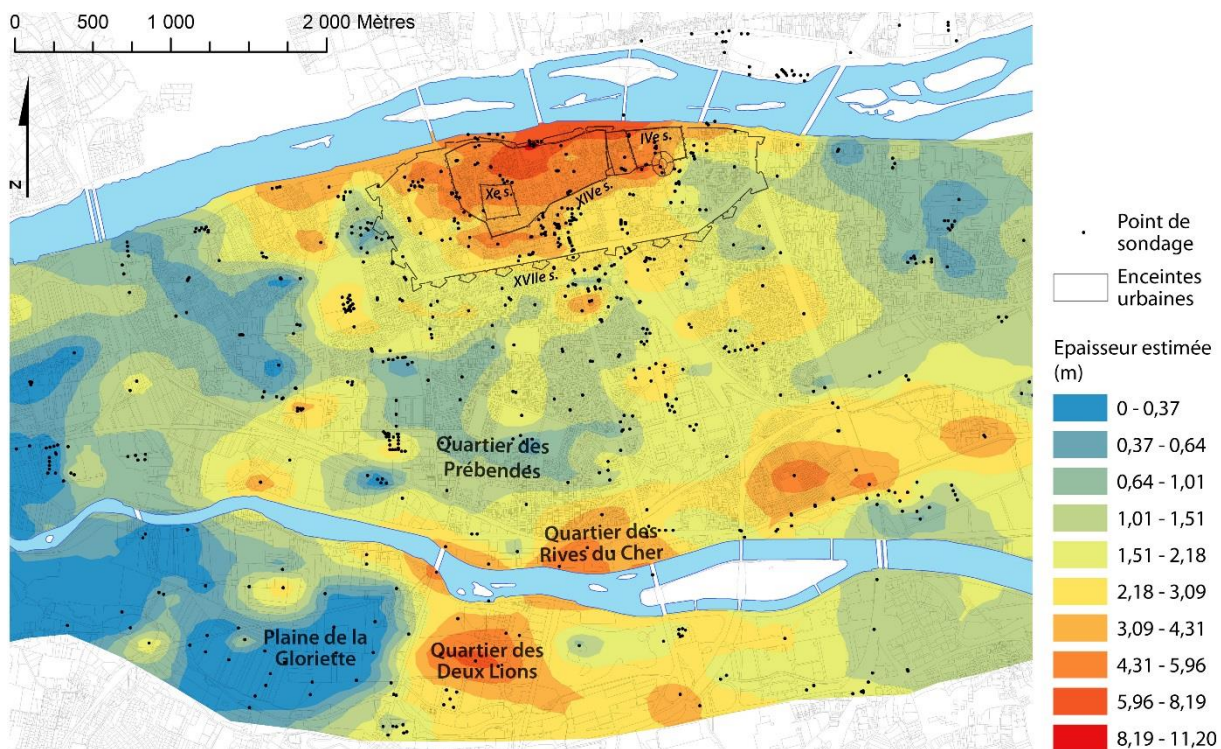 0 500 1 000 2 000 Mètres
N
IVe s.
Xe s.
XIVe s.
XVIIe s.
Quartier des
Prébendes
Quartier des
Rives du Cher
Plaine de la
Gloriette
Quartier des
Deux Lions
Point de
sondage
Enceintes
urbaines
Epaisseur estimée
(m)
0 - 0,37
0,37 - 0,64
0,64 - 1,01
1,01 - 1,51
1,51 - 2,18
2,18 - 3,09
3,09 - 4,31
4,31 - 5,96
5,96 - 8,19
8,19 - 11,20